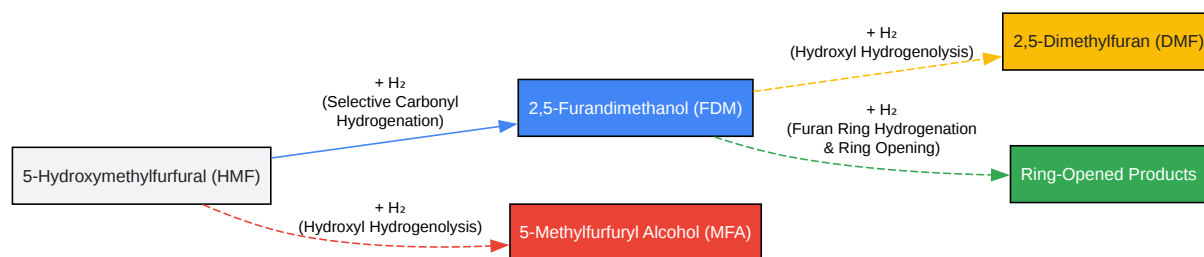 5-Hydroxymethylfurfural (HMF)
+ H₂
(Selective Carbonyl
Hydrogenation)
2,5-Furandimethanol (FDM)
+ H₂
(Hydroxyl Hydrogenolysis)
2,5-Dimethylfuran (DMF)
+ H₂
(Furan Ring Hydrogenation
& Ring Opening)
Ring-Opened Products
+ H₂
(Hydroxyl Hydrogenolysis)
5-Methylfurfuryl Alcohol (MFA)